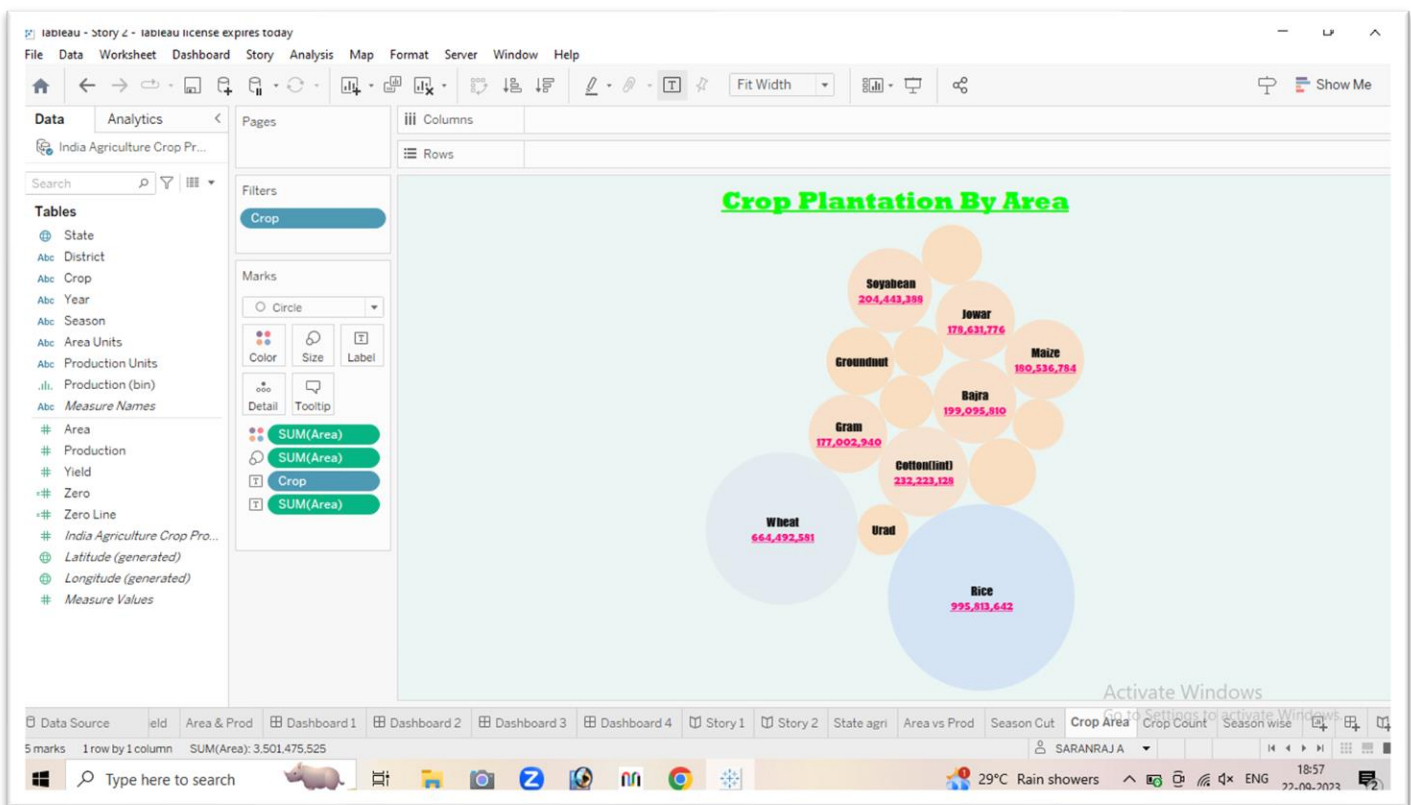 Tableau - Story 2 - Tableau license expires today
File Data Worksheet Dashboard Story Analysis Map Format Server Window Help
Fit Width
Show Me
Data Analytics
India Agriculture Crop Pr...
Search
Tables
State
Abc District
Abc Crop
Abc Year
Abc Season
Abc Area Units
Abc Production Units
Production (bin)
Abc Measure Names
# Area
# Production
# Yield
=# Zero
=# Zero Line
# India Agriculture Crop Pro...
Latitude (generated)
Longitude (generated)
# Measure Values
Pages
Filters
Crop
Marks
Circle
Color Size Label
Detail Tooltip
SUM(Area)
SUM(Area)
Crop
SUM(Area)
Columns
Rows
Crop Plantation By Area
Soyabean
204,443,388
Jowar
178,631,776
Maize
180,536,784
Groundnut
Bajra
199,095,810
Gram
177,002,940
Cotton(lint)
232,223,128
Wheat
664,492,581
Urad
Rice
995,813,642
Activate Windows
Go to Settings to activate Windows.
Data Source eld Area & Prod Dashboard 1 Dashboard 2 Dashboard 3 Dashboard 4 Story 1 Story 2 State agri Area vs Prod Season Cut Crop Area Crop Count Season wise
5 marks 1 row by 1 column SUM(Area): 3,501,475,525
SARANRAJ A
Type here to search
29°C Rain showers
ENG
18:57
22-09-2023